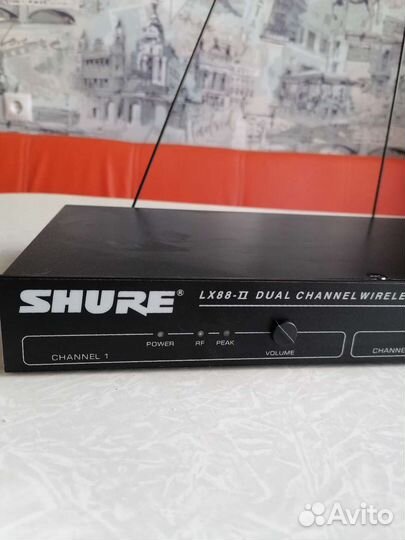 SHURE® LX88-II DUAL CHANNEL WIRELE
POWER RF PEAK
VOLUME
CHANNEL 1
CHANNE
Avito